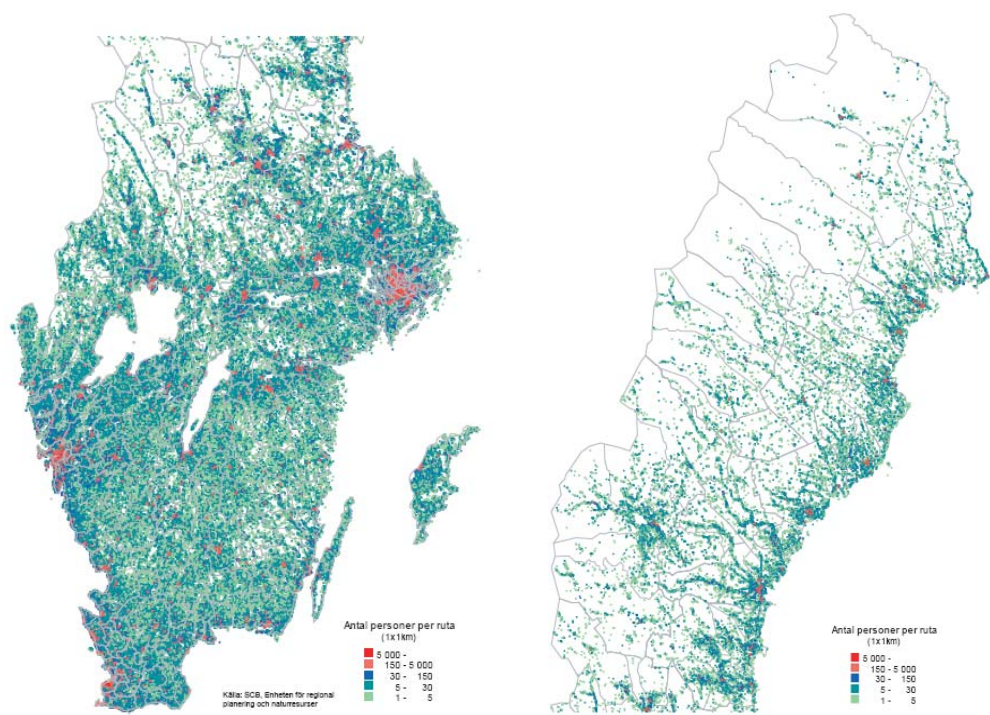 Antal personer per ruta
(1x1km)
5 000 -
150 - 5 000
30 - 150
5 - 30
1 - 5
Källa: SCB, Enheten för regional
planering och naturresurser
Antal personer per ruta
(1x1km)
5 000 -
150 - 5 000
30 - 150
5 - 30
1 - 5